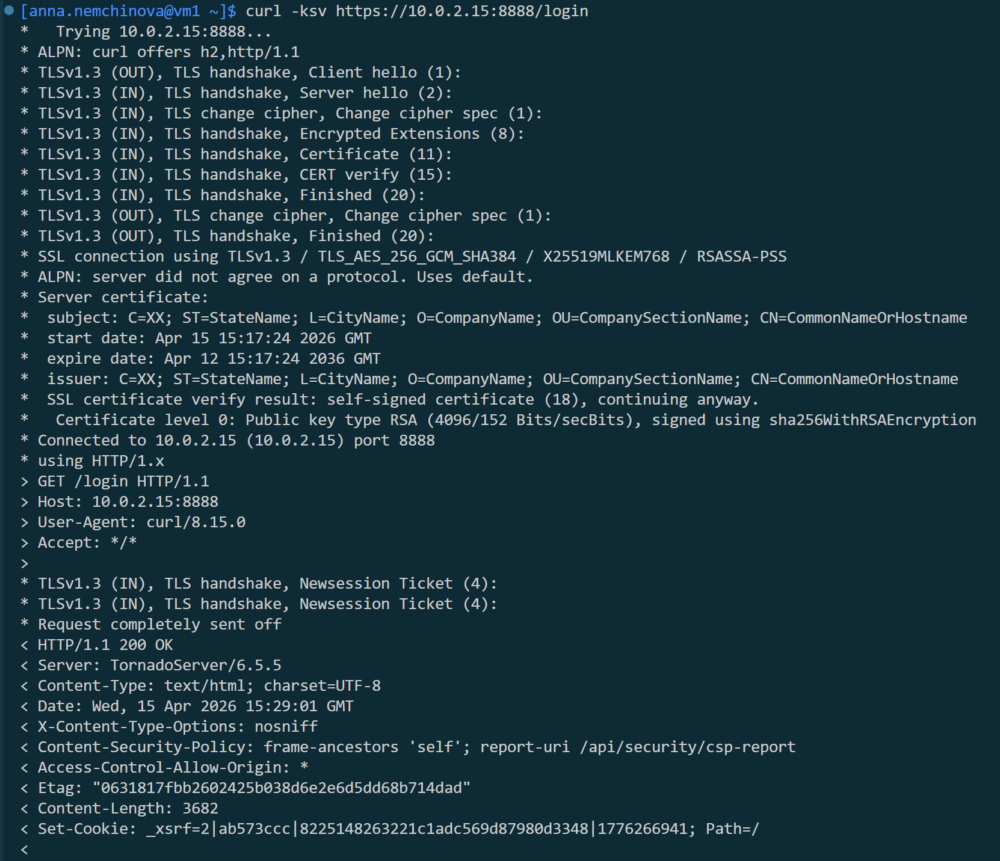 [anna.nemchinova@vm1 ~]$ curl -ksv https://10.0.2.15:8888/login
*   Trying 10.0.2.15:8888...
* ALPN: curl offers h2,http/1.1
* TLSv1.3 (OUT), TLS handshake, Client hello (1):
* TLSv1.3 (IN), TLS handshake, Server hello (2):
* TLSv1.3 (IN), TLS change cipher, Change cipher spec (1):
* TLSv1.3 (IN), TLS handshake, Encrypted Extensions (8):
* TLSv1.3 (IN), TLS handshake, Certificate (11):
* TLSv1.3 (IN), TLS handshake, CERT verify (15):
* TLSv1.3 (IN), TLS handshake, Finished (20):
* TLSv1.3 (OUT), TLS change cipher, Change cipher spec (1):
* TLSv1.3 (OUT), TLS handshake, Finished (20):
* SSL connection using TLSv1.3 / TLS_AES_256_GCM_SHA384 / X25519MLKEM768 / RSASSA-PSS
* ALPN: server did not agree on a protocol. Uses default.
* Server certificate:
*  subject: C=XX; ST=StateName; L=CityName; O=CompanyName; OU=CompanySectionName; CN=CommonNameOrHostname
*  start date: Apr 15 15:17:24 2026 GMT
*  expire date: Apr 12 15:17:24 2036 GMT
*  issuer: C=XX; ST=StateName; L=CityName; O=CompanyName; OU=CompanySectionName; CN=CommonNameOrHostname
*  SSL certificate verify result: self-signed certificate (18), continuing anyway.
*   Certificate level 0: Public key type RSA (4096/152 Bits/secBits), signed using sha256WithRSAEncryption
* Connected to 10.0.2.15 (10.0.2.15) port 8888
* using HTTP/1.x
> GET /login HTTP/1.1
> Host: 10.0.2.15:8888
> User-Agent: curl/8.15.0
> Accept: */*
>
* TLSv1.3 (IN), TLS handshake, Newsession Ticket (4):
* TLSv1.3 (IN), TLS handshake, Newsession Ticket (4):
* Request completely sent off
< HTTP/1.1 200 OK
< Server: TornadoServer/6.5.5
< Content-Type: text/html; charset=UTF-8
< Date: Wed, 15 Apr 2026 15:29:01 GMT
< X-Content-Type-Options: nosniff
< Content-Security-Policy: frame-ancestors 'self'; report-uri /api/security/csp-report
< Access-Control-Allow-Origin: *
< Etag: "0631817fbb2602425b038d6e2e6d5dd68b714dad"
< Content-Length: 3682
< Set-Cookie: _xsrf=2|ab573ccc|8225148263221c1adc569d87980d3348|1776266941; Path=/
<